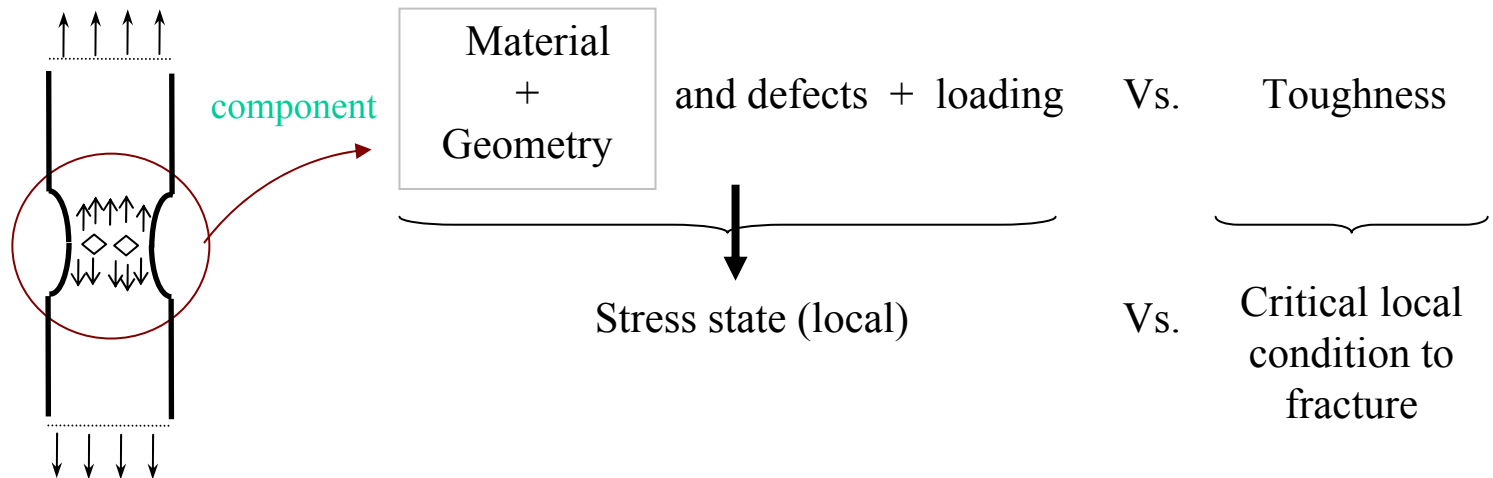 Material
+
Geometry
component
and defects + loading
Vs.
Toughness
Stress state (local)
Vs.
Critical local
condition to
fracture